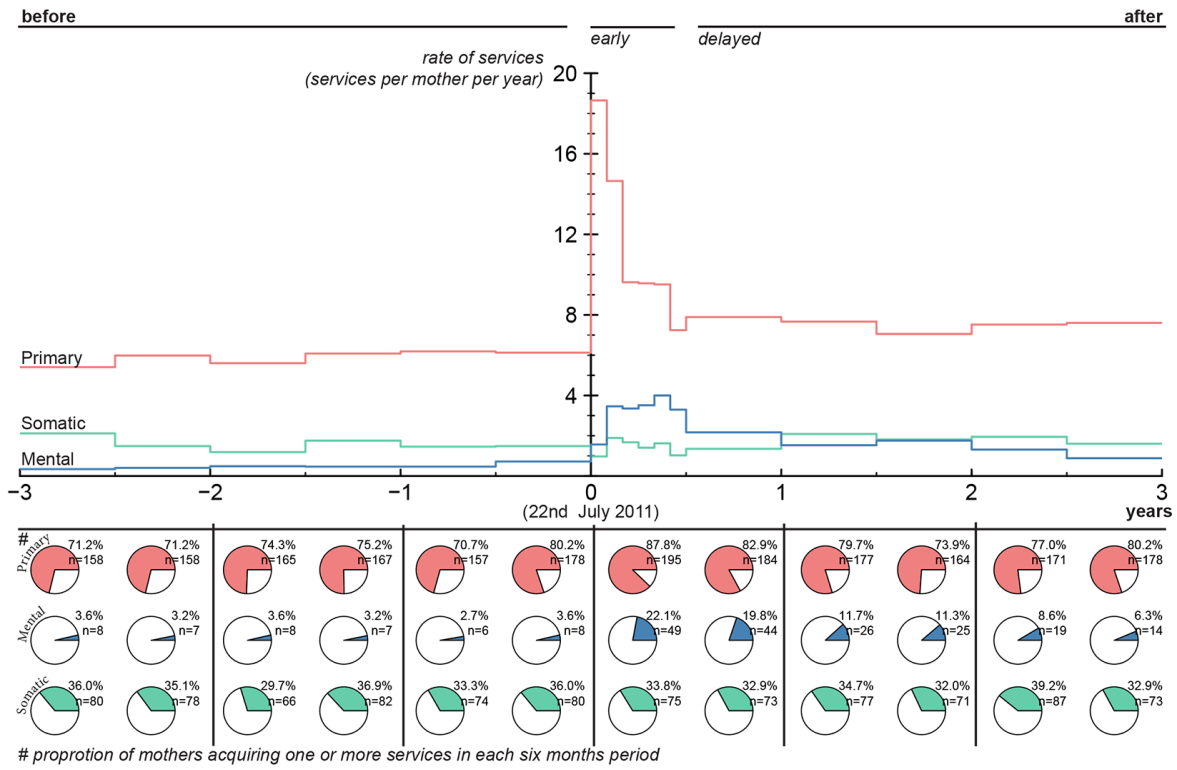 before
after
early
delayed
rate of services
(services per mother per year)
20
16
12
8
4
Primary
Somatic
Mental
−3
−2
−1
0
1
2
3
(22nd July 2011)
years
#
Primary
71.2%
n=158
71.2%
n=158
74.3%
n=165
75.2%
n=167
70.7%
n=157
80.2%
n=178
87.8%
n=195
82.9%
n=184
79.7%
n=177
73.9%
n=164
77.0%
n=171
80.2%
n=178
Mental
3.6%
n=8
3.2%
n=7
3.6%
n=8
3.2%
n=7
2.7%
n=6
3.6%
n=8
22.1%
n=49
19.8%
n=44
11.7%
n=26
11.3%
n=25
8.6%
n=19
6.3%
n=14
Somatic
36.0%
n=80
35.1%
n=78
29.7%
n=66
36.9%
n=82
33.3%
n=74
36.0%
n=80
33.8%
n=75
32.9%
n=73
34.7%
n=77
32.0%
n=71
39.2%
n=87
32.9%
n=73
# proprotion of mothers acquiring one or more services in each six months period